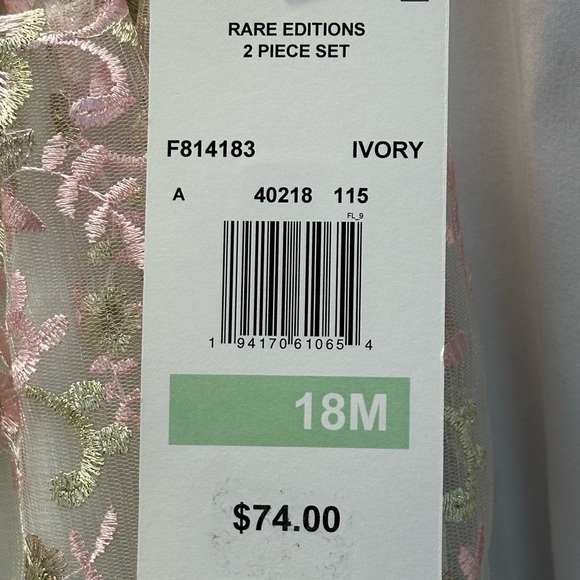 RARE EDITIONS
2 PIECE SET
F814183 IVORY
A 40218 115
FL_9
1 94170 61065 4
18M
$74.00